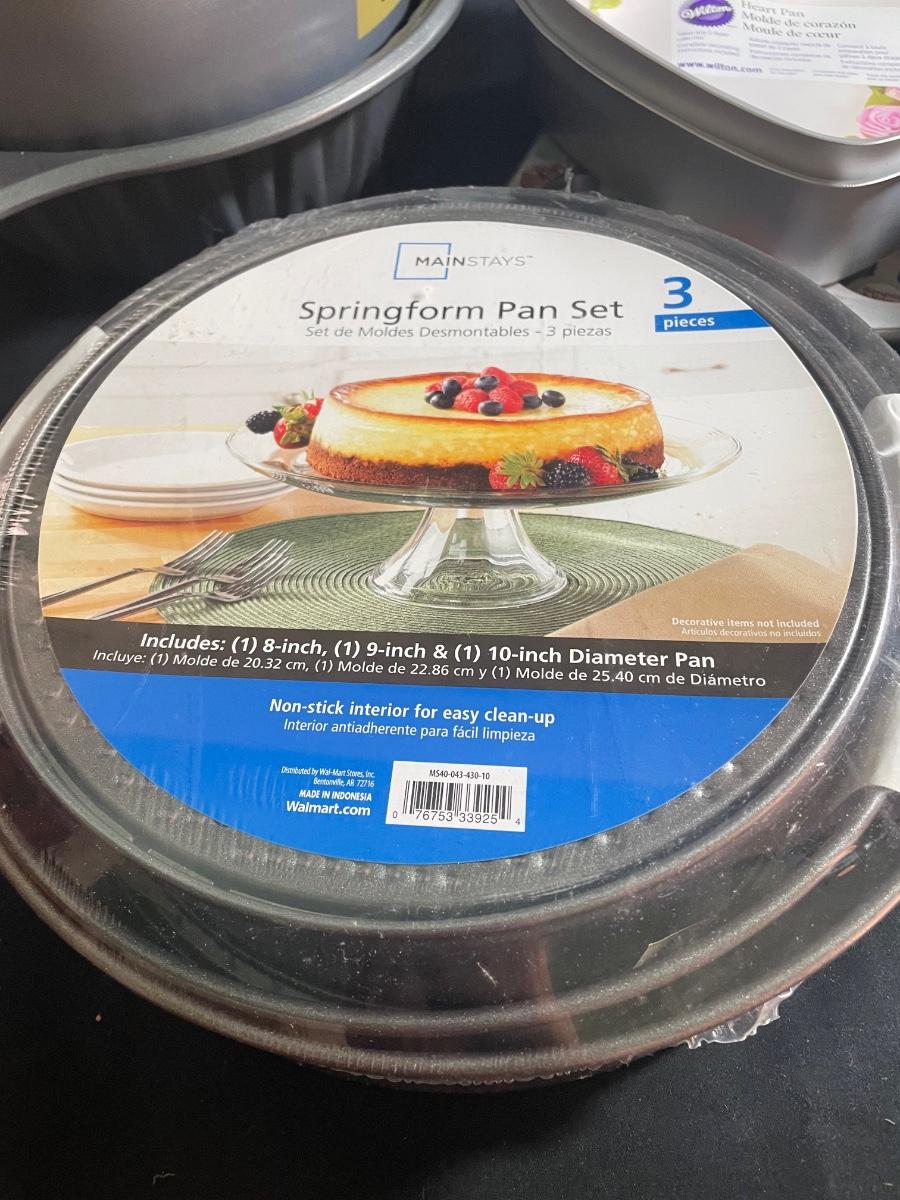 Wilton
Heart Pan
Molde de corazón
Moule de cœur
www.wilton.com
MAINSTAYS™
Springform Pan Set
Set de Moldes Desmontables - 3 piezas
3
pieces
Decorative items not included
Artículos decorativos no incluidos
Includes: (1) 8-inch, (1) 9-inch & (1) 10-inch Diameter Pan
Incluye: (1) Molde de 20.32 cm, (1) Molde de 22.86 cm y (1) Molde de 25.40 cm de Diámetro
Non-stick interior for easy clean-up
Interior antiadherente para fácil limpieza
Distributed by Wal-Mart Stores, Inc.
Bentonville, AR 72716
MADE IN INDONESIA
Walmart.com
MS40-043-430-10
0 76753 33925 4